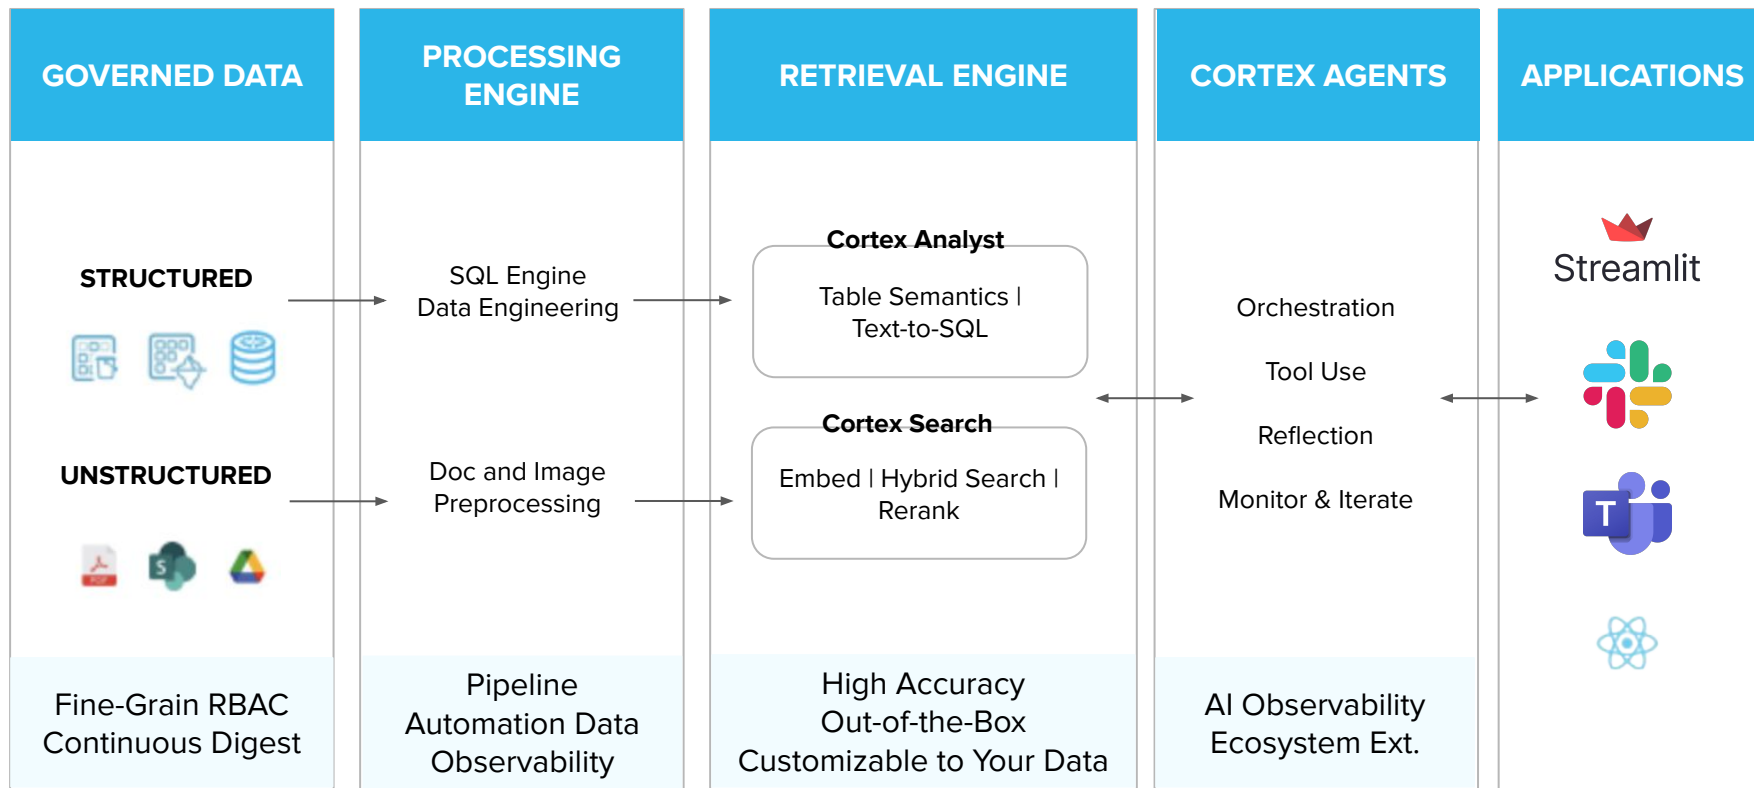 GOVERNED DATA
STRUCTURED
UNSTRUCTURED
PDF
S
Fine-Grain RBAC
Continuous Digest
PROCESSING
ENGINE
SQL Engine
Data Engineering
Doc and Image
Preprocessing
Pipeline
Automation Data
Observability
RETRIEVAL ENGINE
Cortex Analyst
Table Semantics |
Text-to-SQL
Cortex Search
Embed | Hybrid Search |
Rerank
High Accuracy
Out-of-the-Box
Customizable to Your Data
CORTEX AGENTS
Orchestration
Tool Use
Reflection
Monitor & Iterate
AI Observability
Ecosystem Ext.
APPLICATIONS
Streamlit
T